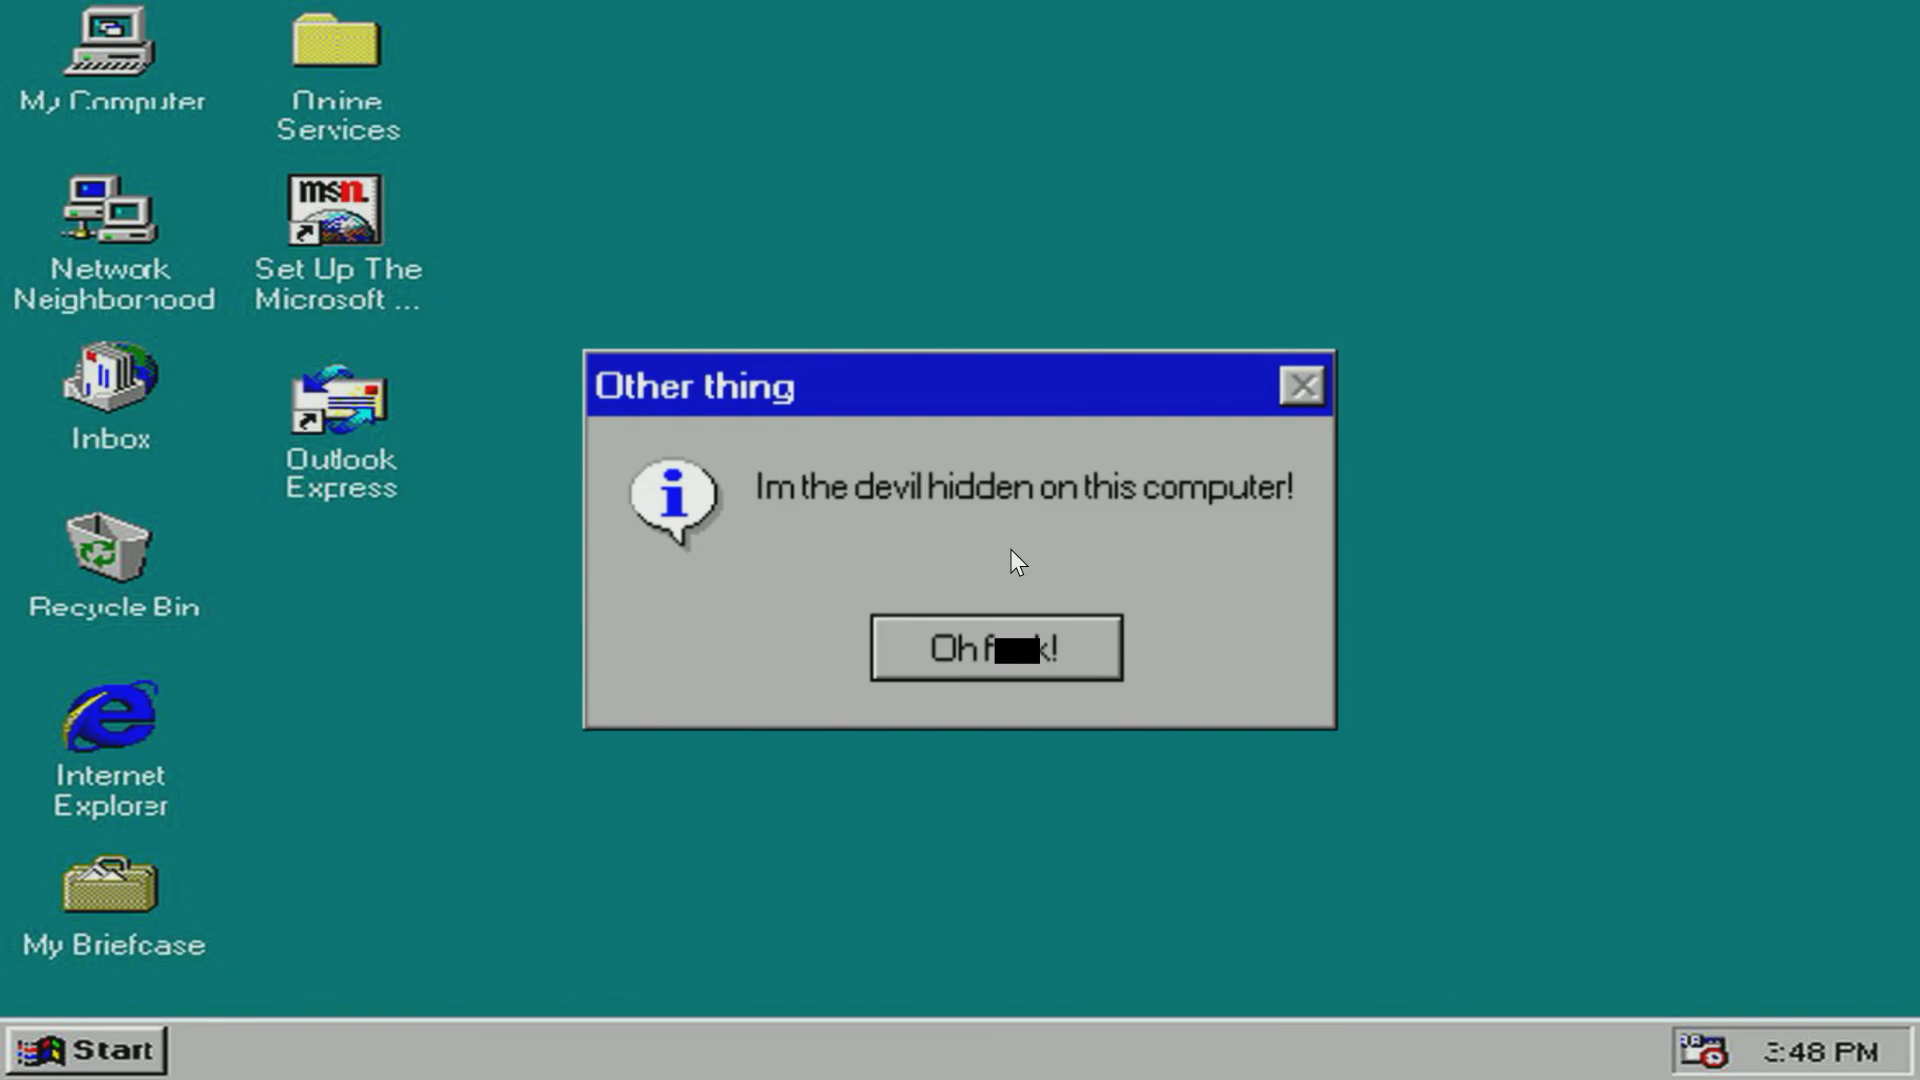 My Computer
Online
Services
msn.
Network
Neighborhood
Set Up The
Microsoft ...
Inbox
Outlook
Express
Recycle Bin
Internet
Explorer
My Briefcase
Other thing
Im the devil hidden on this computer!
Oh f k!
Start
3:48 PM